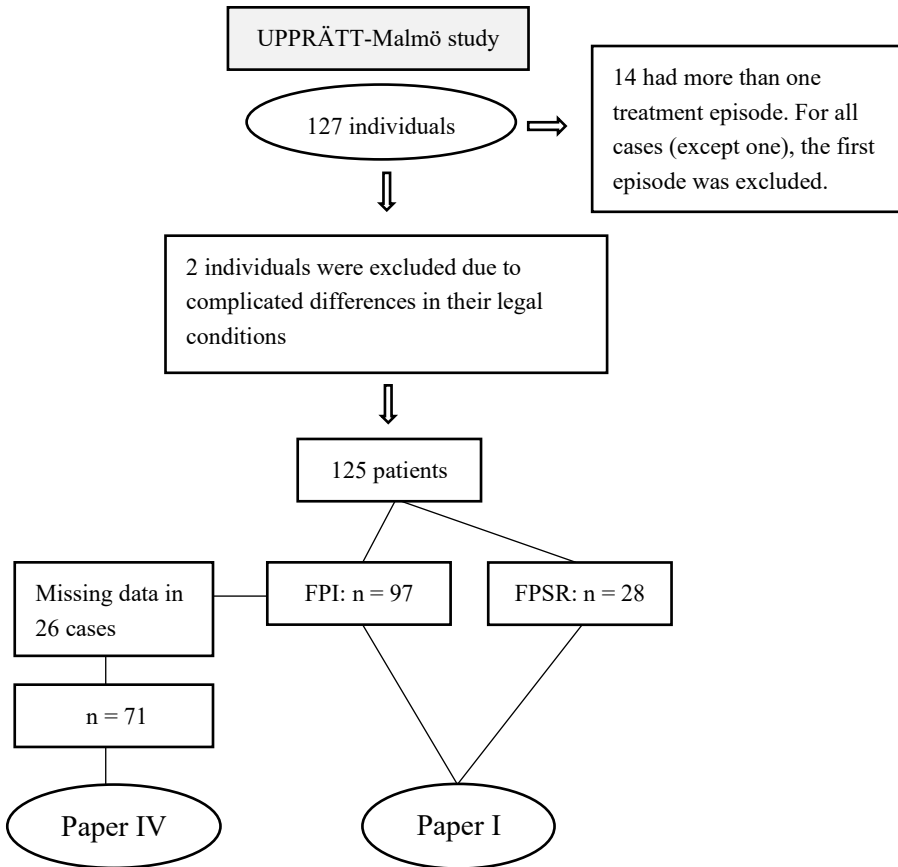 UPPRÄTT-Malmö study
127 individuals
14 had more than one
treatment episode. For all
cases (except one), the first
episode was excluded.
2 individuals were excluded due to
complicated differences in their legal
conditions
125 patients
Missing data in
26 cases
FPI: n = 97
FPSR: n = 28
n = 71
Paper IV
Paper I